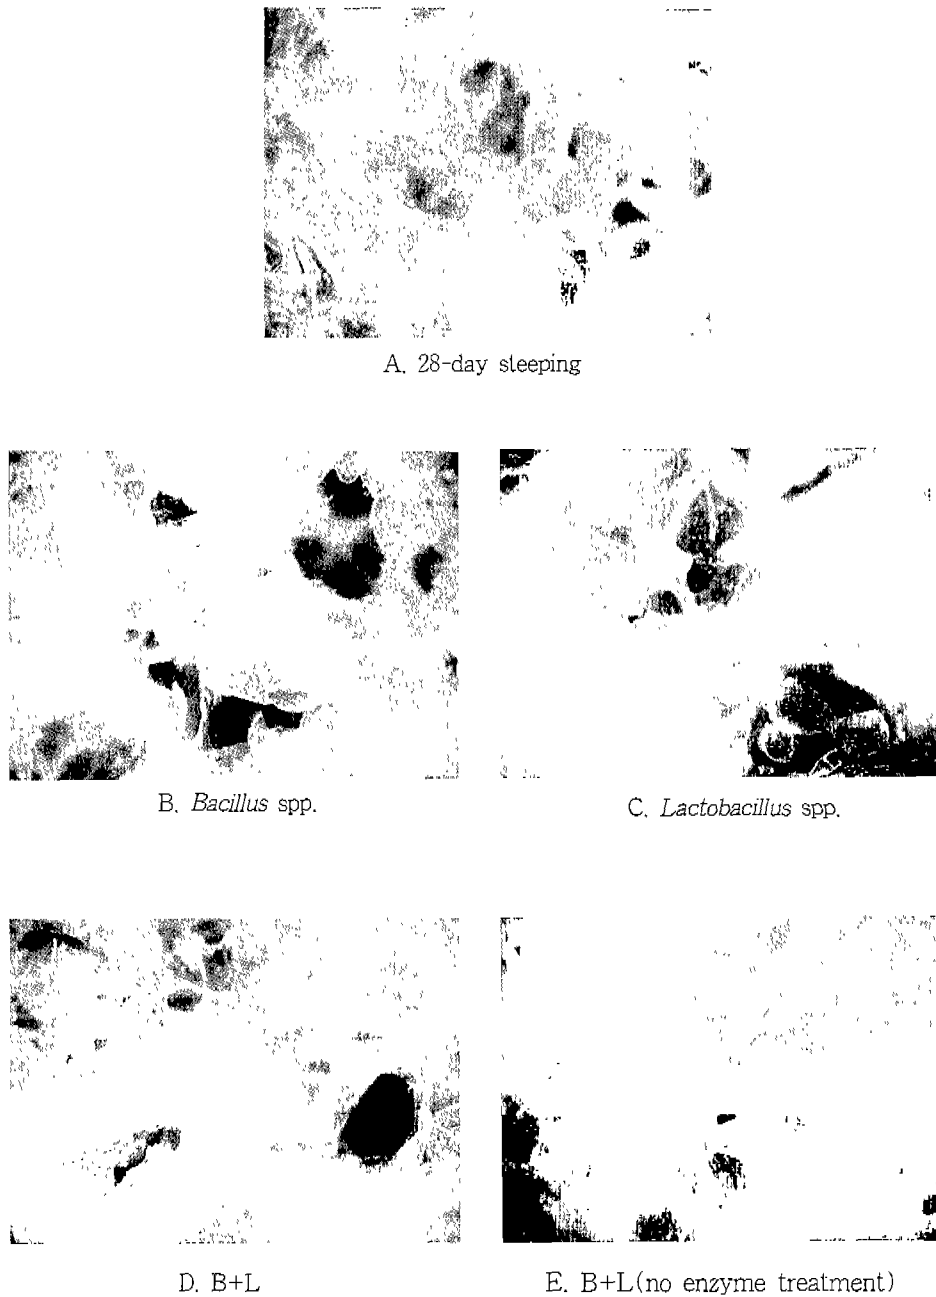 A. 28-day steeping
B. Bacillus spp.
C. Lactobacillus spp.
D. B+L
E. B+L(no enzyme treatment)